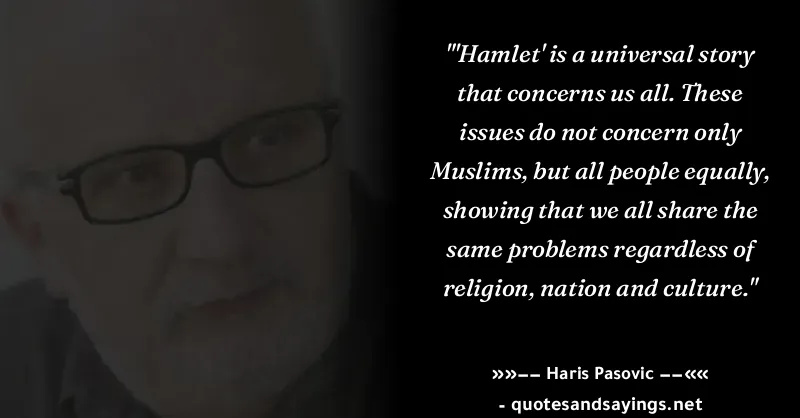 "'Hamlet' is a universal story
that concerns us all. These
issues do not concern only
Muslims, but all people equally,
showing that we all share the
same problems regardless of
religion, nation and culture."
»»−− Haris Pasovic −−««
- quotesandsayings.net